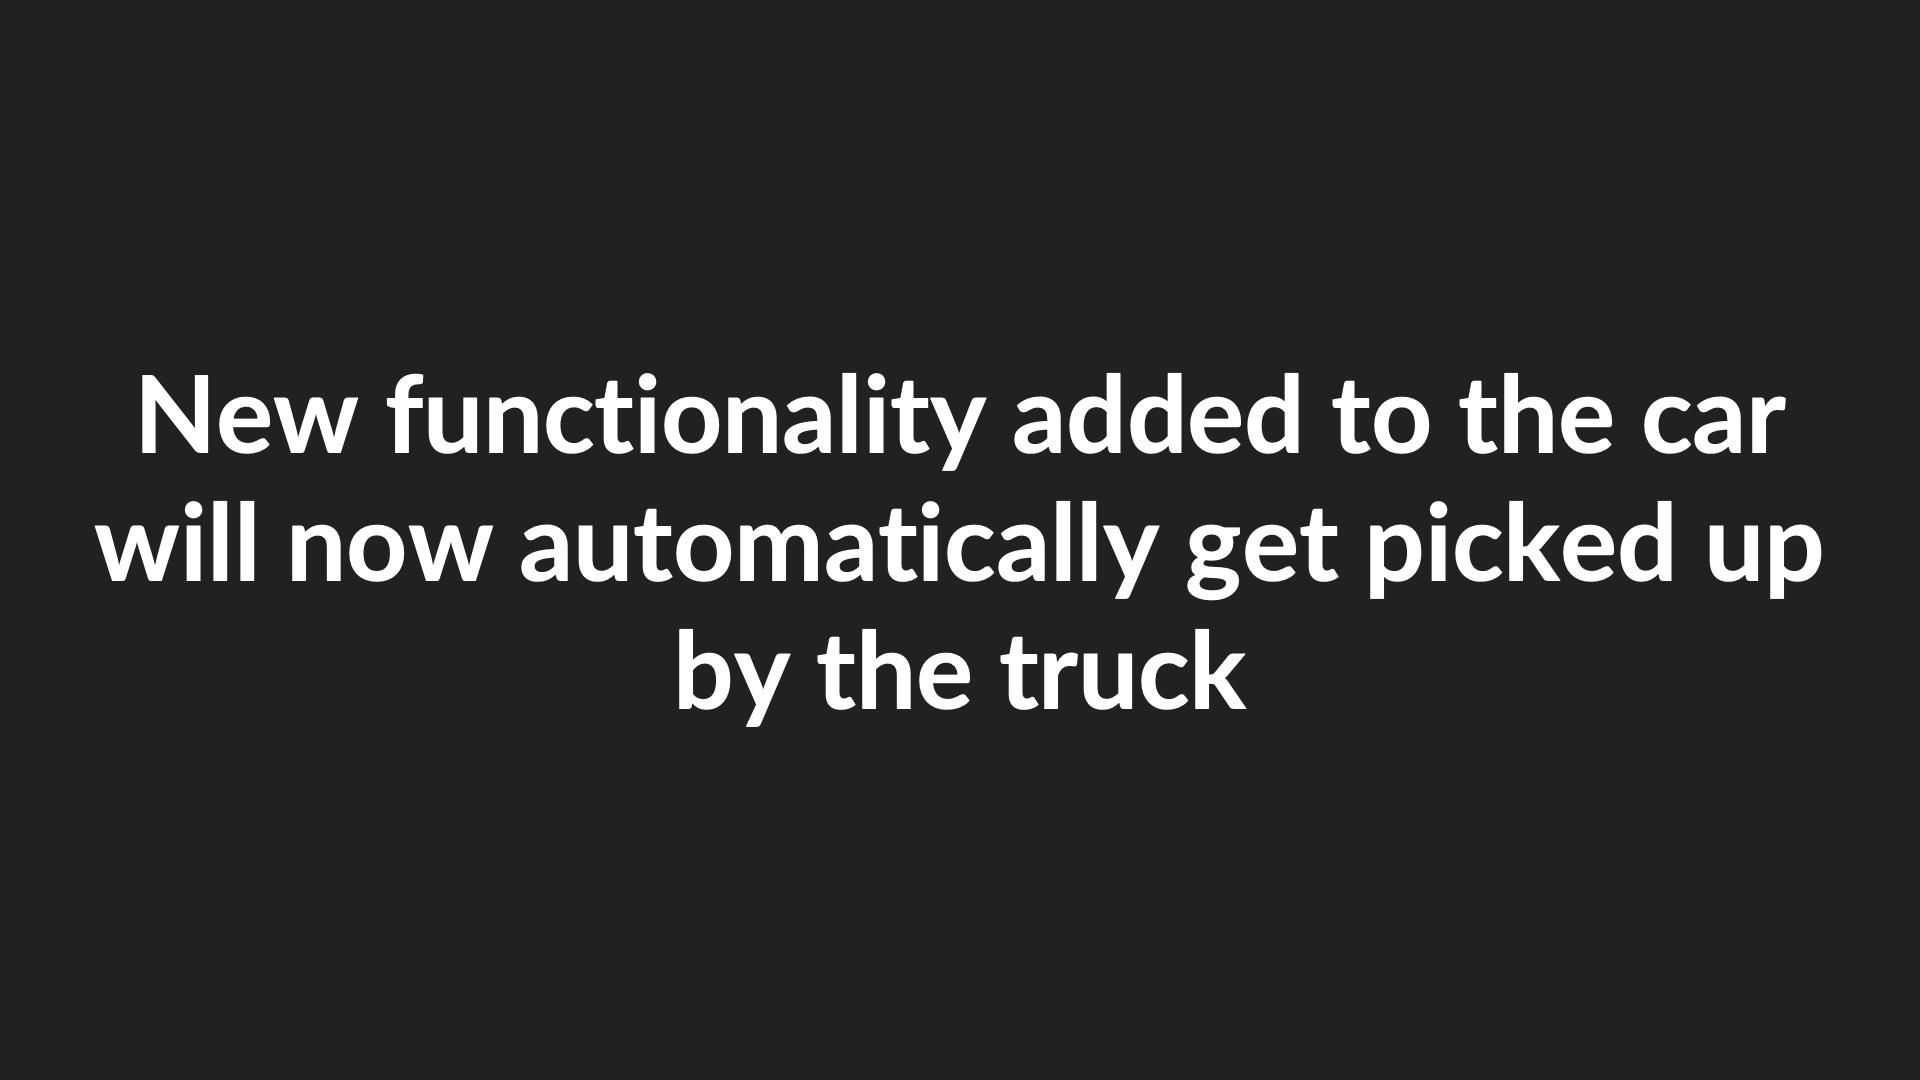 New functionality added to the car
will now automatically get picked up
by the truck